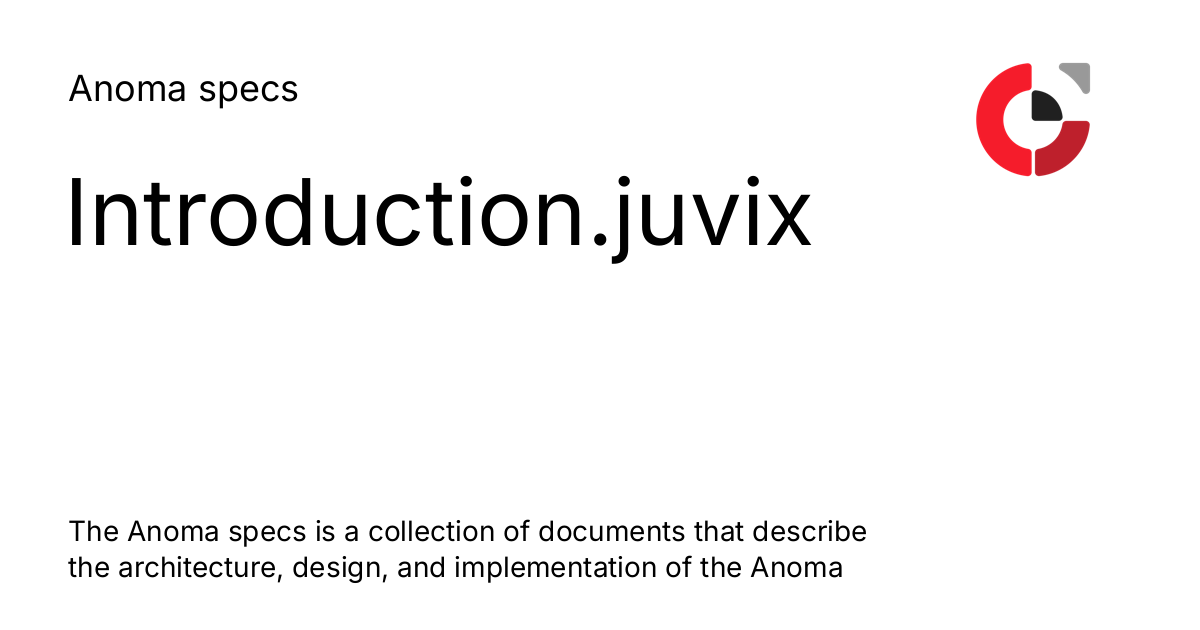 Anoma specs
Introduction.juvix
The Anoma specs is a collection of documents that describe
the architecture, design, and implementation of the Anoma